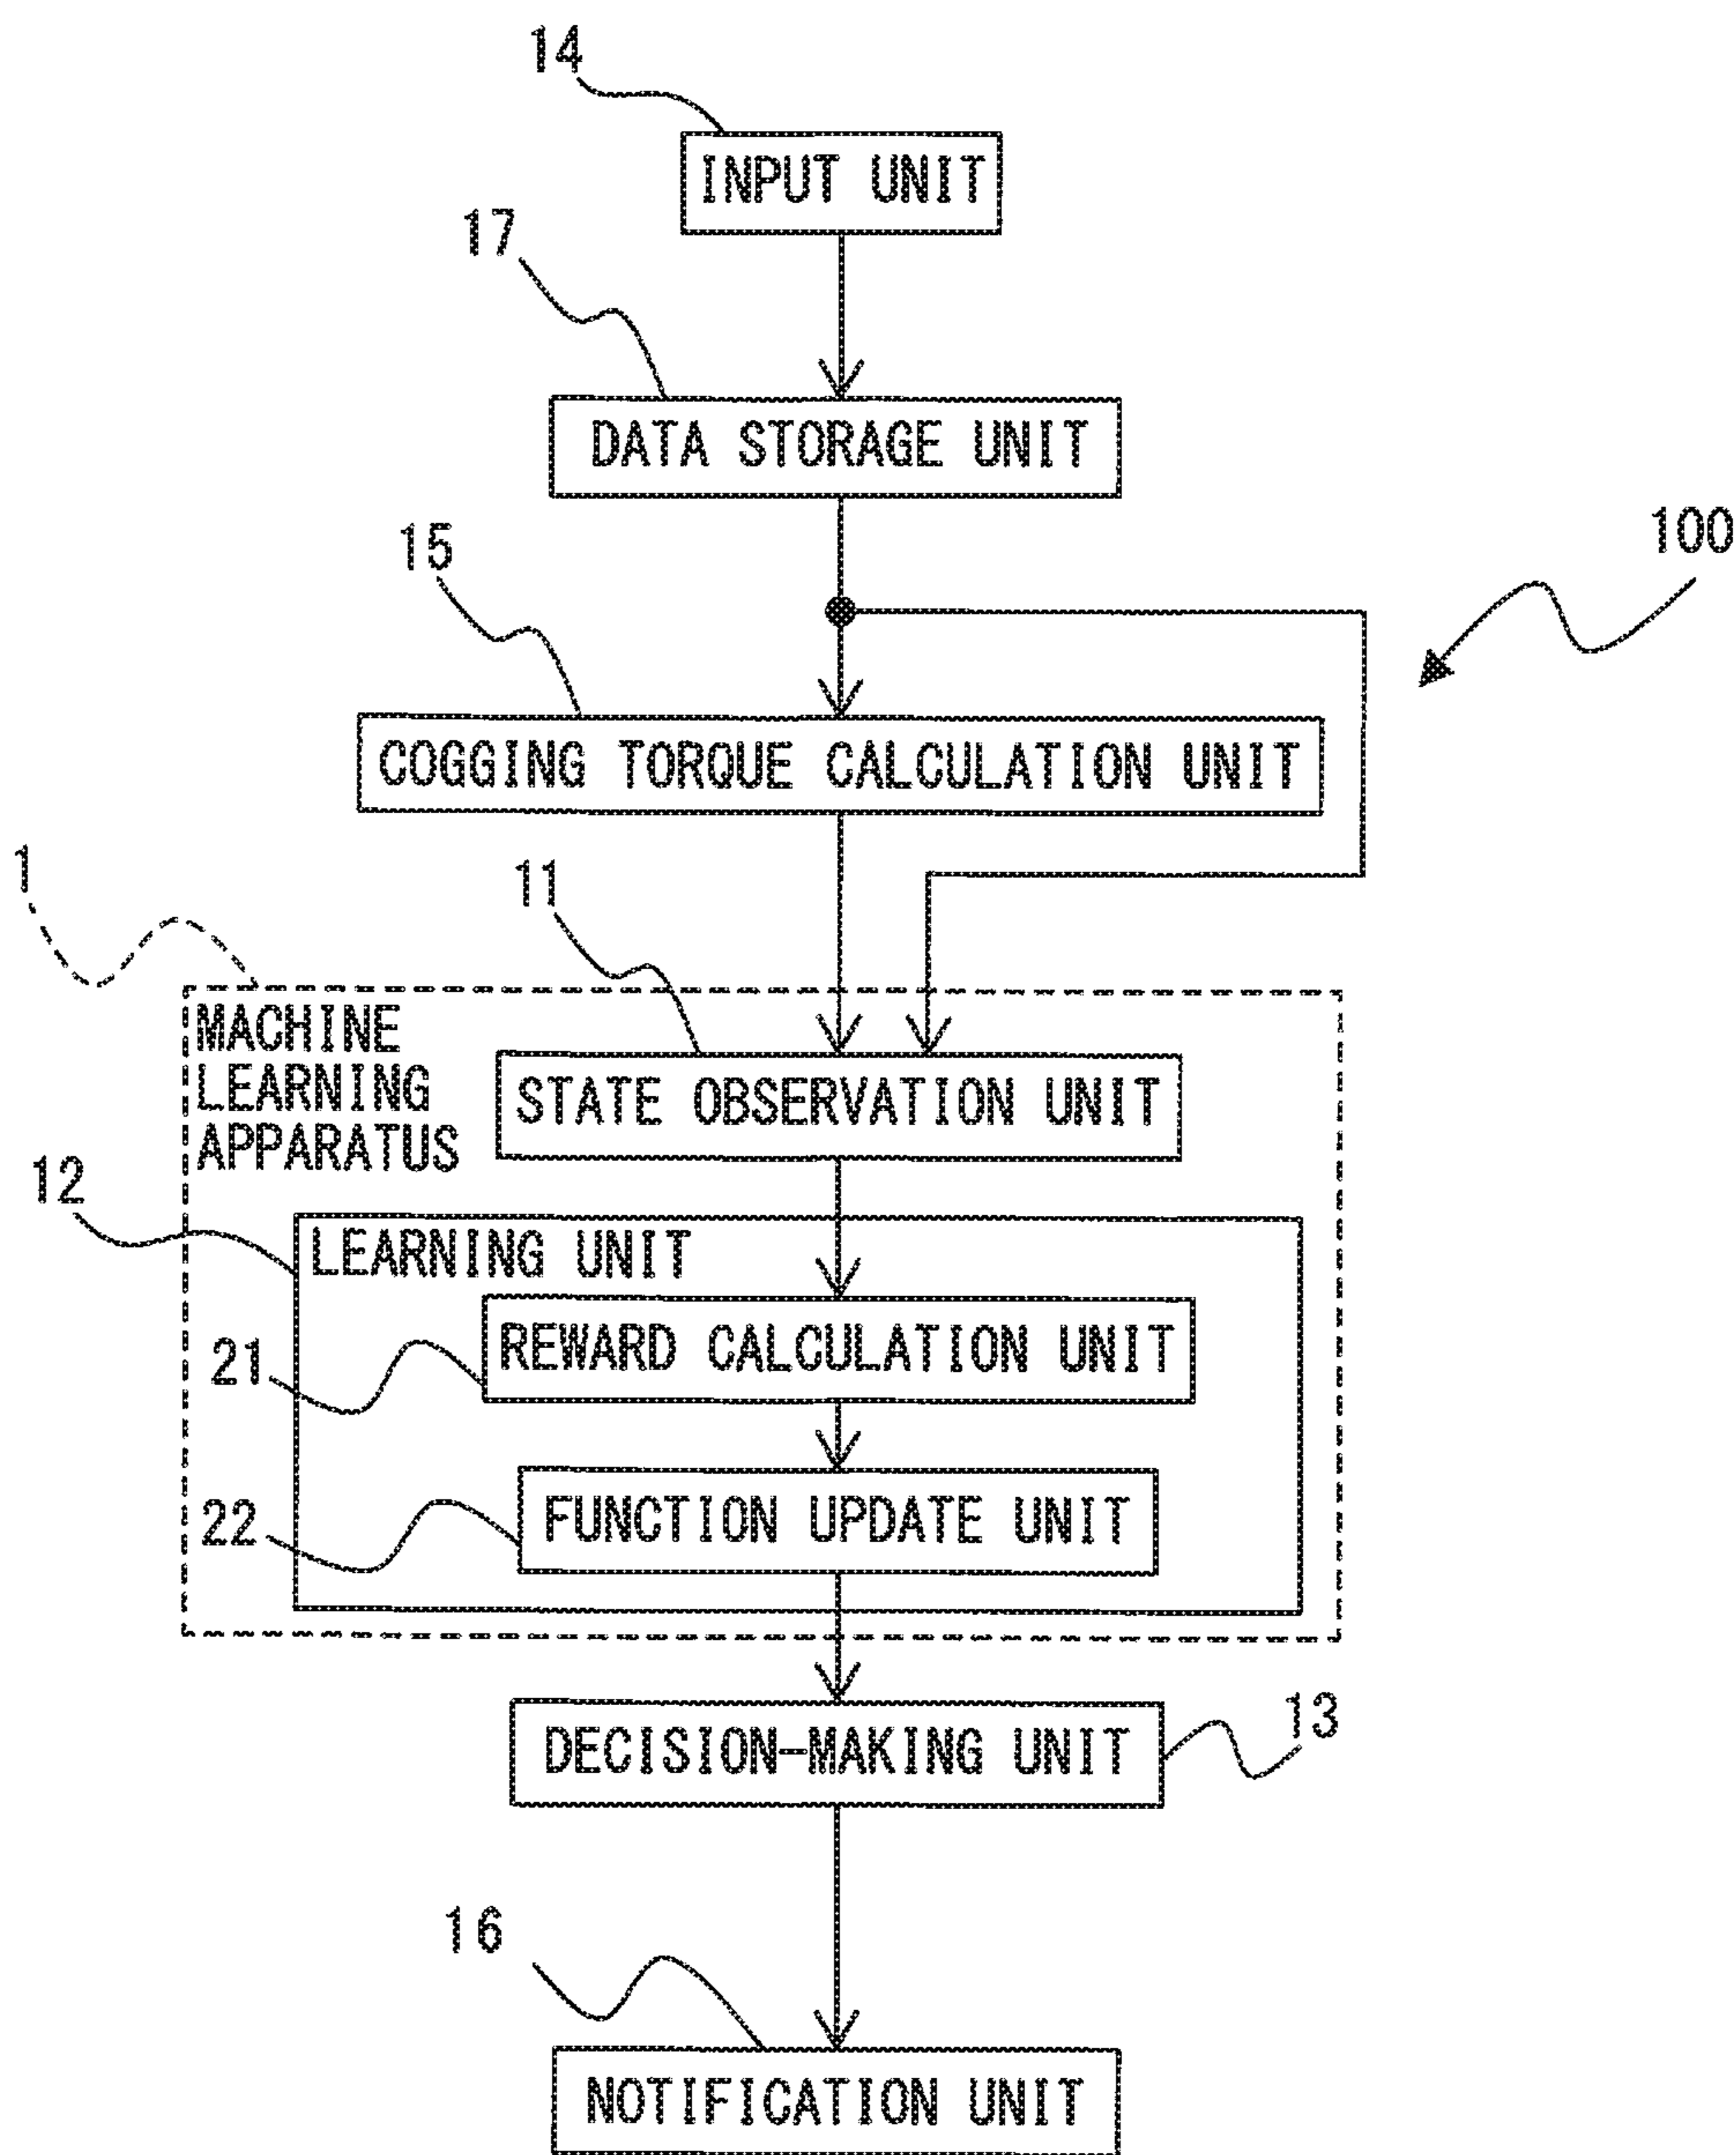 14
INPUT UNIT
17
DATA STORAGE UNIT
100
15
COGGING TORQUE CALCULATION UNIT
1
11
MACHINE
LEARNING
APPARATUS
STATE OBSERVATION UNIT
12
LEARNING UNIT
21
REWARD CALCULATION UNIT
22
FUNCTION UPDATE UNIT
13
DECISION-MAKING UNIT
16
NOTIFICATION UNIT